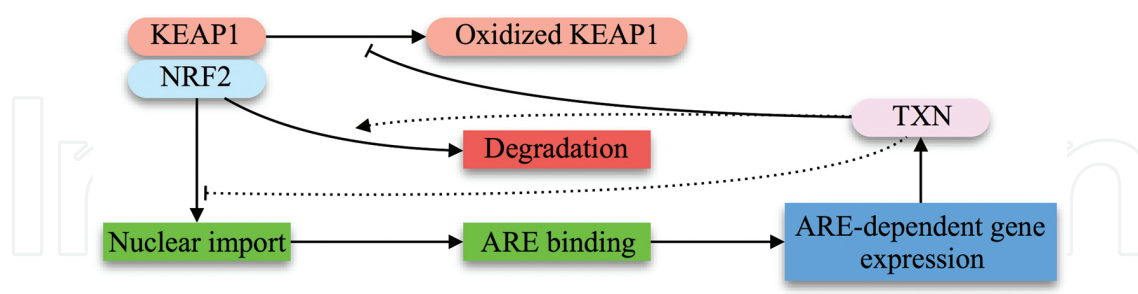 KEAP1
Oxidized KEAP1
NRF2
TXN
Degradation
Nuclear import
ARE binding
ARE-dependent gene
expression